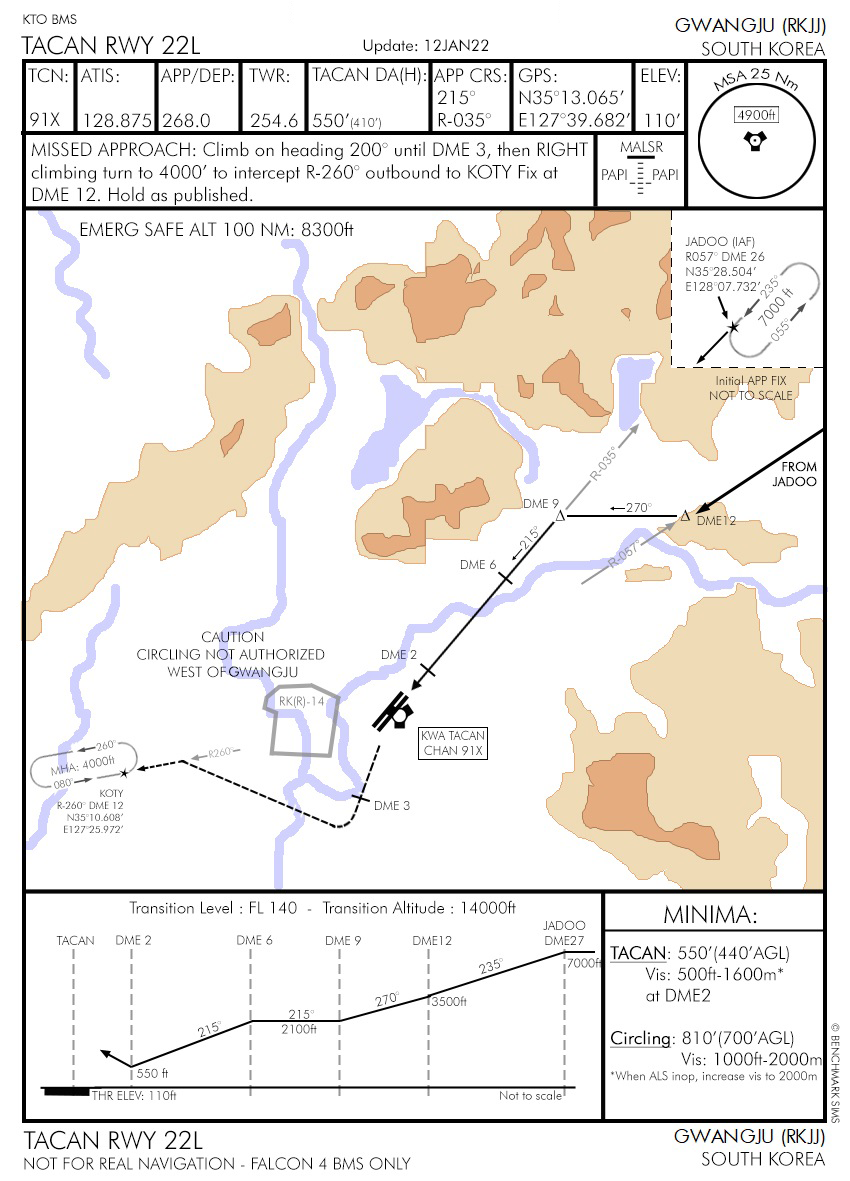 KTO BMS
TACAN RWY 22L
Update: 12JAN22
GWANGJU (RKJJ)
SOUTH KOREA
TCN:
91X
ATIS:
128.875
APP/DEP:
268.0
TWR:
254.6
TACAN DA(H):
550'(410')
APP CRS:
215°
R-035°
GPS:
N35°13.065'
E127°39.682'
ELEV:
110'
MSA 25 Nm
4900ft
MISSED APPROACH: Climb on heading 200° until DME 3, then RIGHT
climbing turn to 4000' to intercept R-260° outbound to KOTY Fix at
DME 12. Hold as published.
MALSR
PAPI PAPI
EMERG SAFE ALT 100 NM: 8300ft
JADOO (IAF)
R057° DME 26
N35°28.504'
E128°07.732'
235°
7000 ft
055°
Initial APP FIX
NOT TO SCALE
FROM
JADOO
R-035°
DME 9
270°
DME12
215°
R-057°
DME 6
CAUTION
CIRCLING NOT AUTHORIZED
WEST OF GWANGJU
DME 2
RK(R)-14
KWA TACAN
CHAN 91X
260°
MHA: 4000ft
080°
R260°
KOTY
R-260° DME 12
N35°10.608'
E127°25.972'
DME 3
Transition Level : FL 140 - Transition Altitude : 14000ft
TACAN
DME 2
DME 6
DME 9
DME12
JADOO
DME27
7000ft
235°
3500ft
270°
215°
2100ft
215°
550 ft
THR ELEV: 110ft
Not to scale
MINIMA:
TACAN: 550'(440'AGL)
Vis: 500ft-1600m*
at DME2
Circling: 810'(700'AGL)
Vis: 1000ft-2000m
*When ALS inop, increase vis to 2000m
© BENCHMARK SIMS
TACAN RWY 22L
NOT FOR REAL NAVIGATION - FALCON 4 BMS ONLY
GWANGJU (RKJJ)
SOUTH KOREA